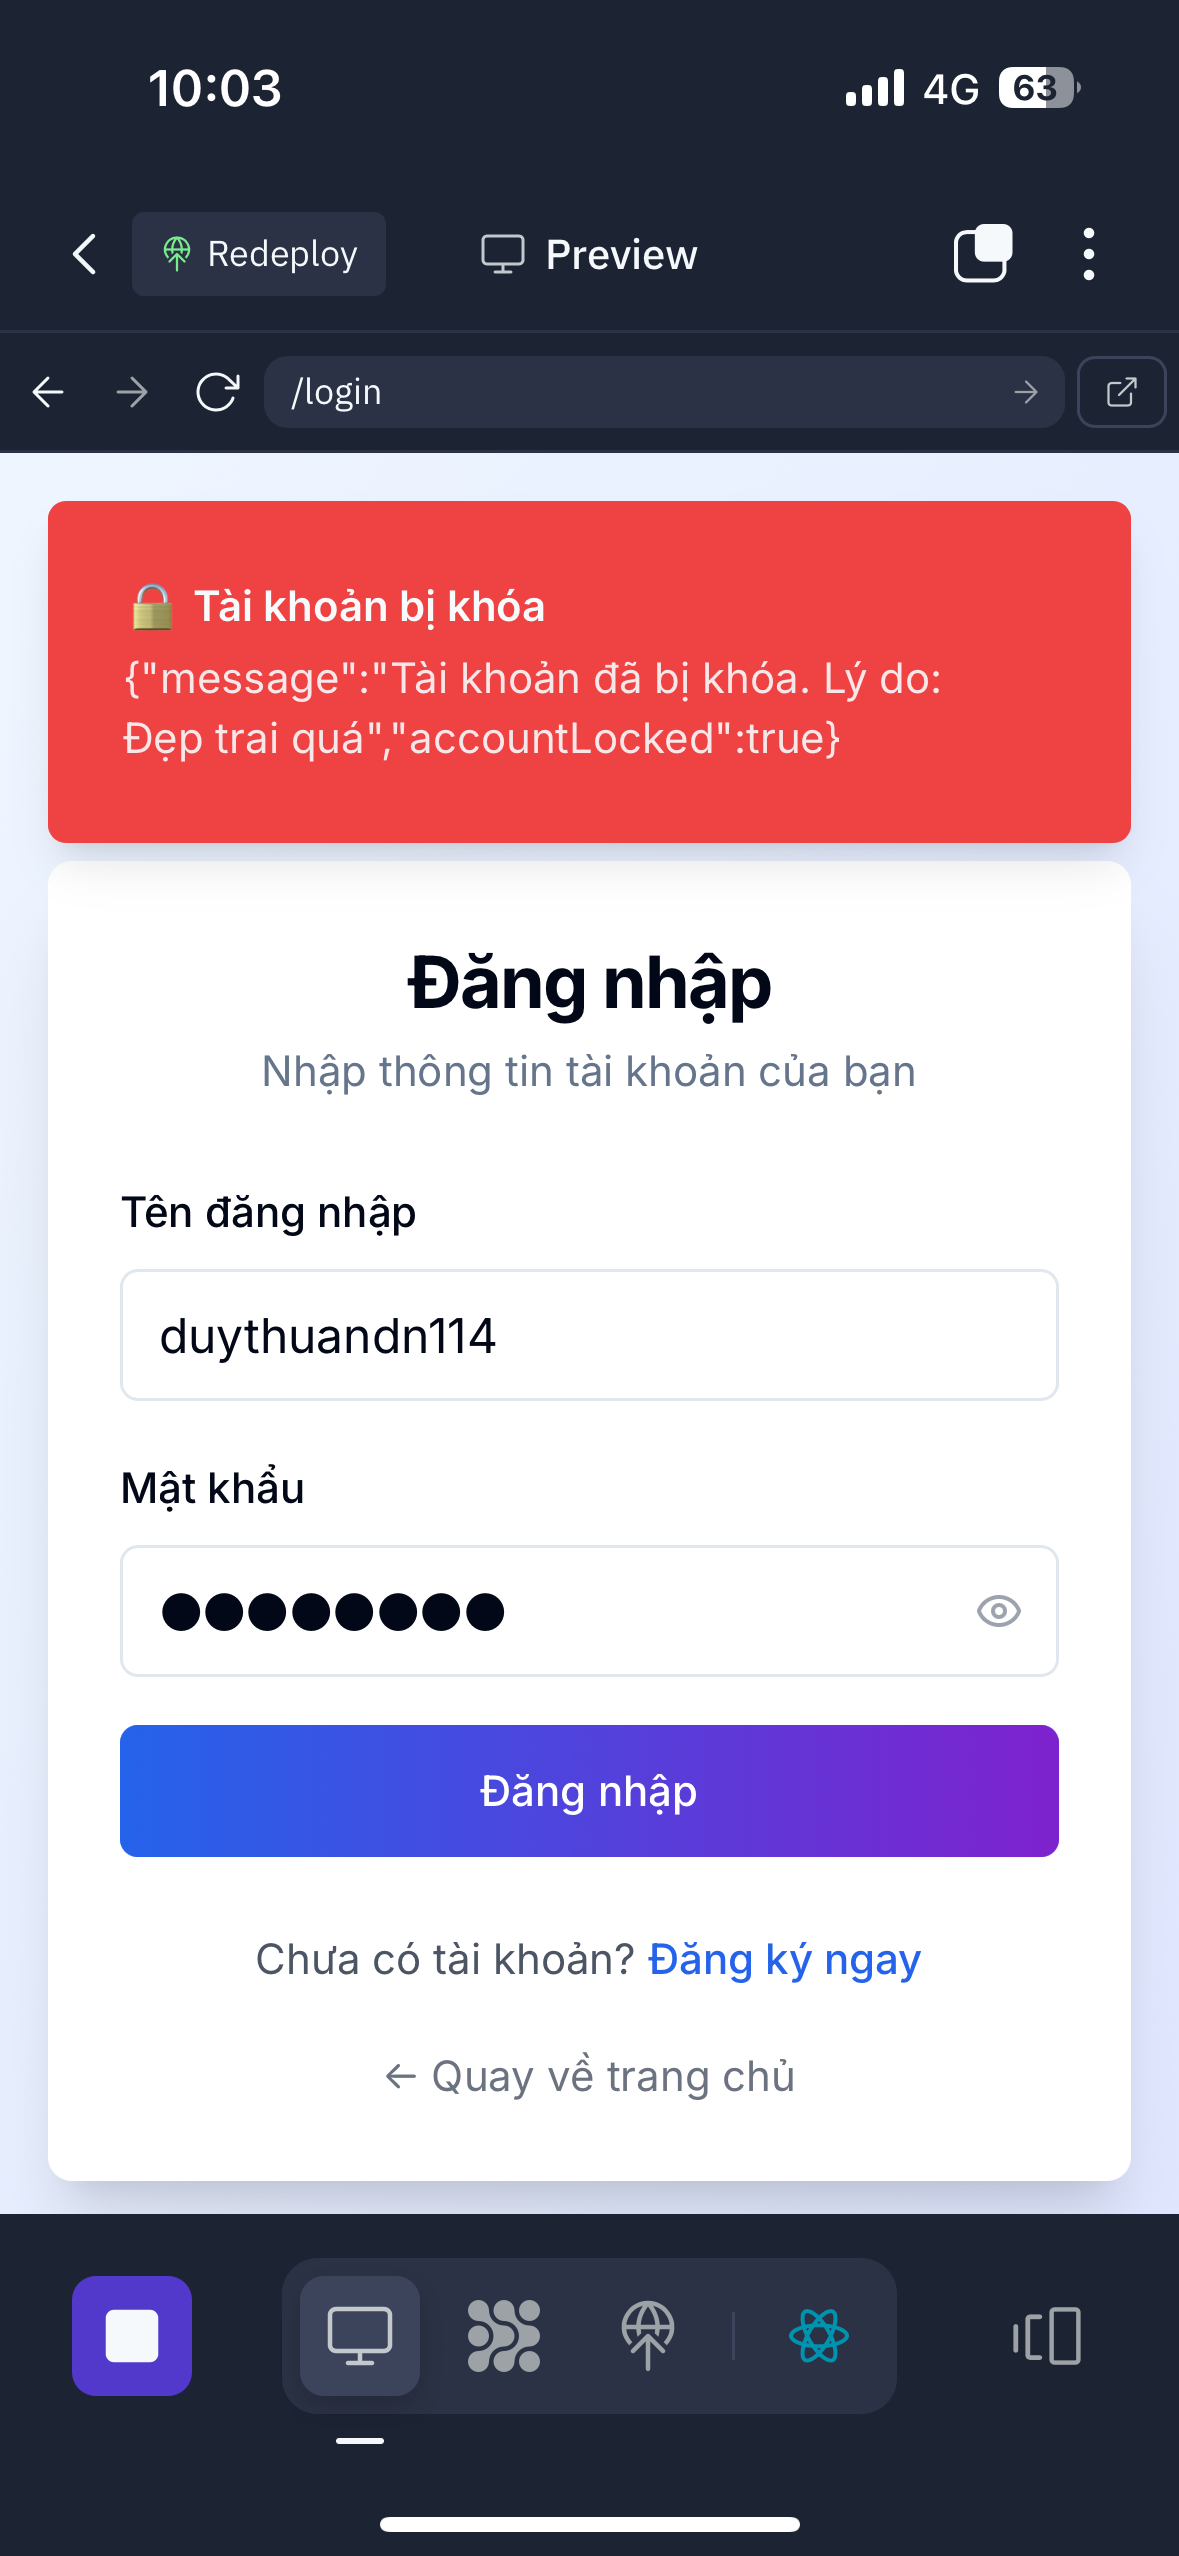 10:03
4G 63
Redeploy
Preview
/login
Tài khoản bị khóa
{"message":"Tài khoản đã bị khóa. Lý do:
Đẹp trai quá","accountLocked":true}
Đăng nhập
Nhập thông tin tài khoản của bạn
Tên đăng nhập
duythuandn114
Mật khẩu
Đăng nhập
Chưa có tài khoản? Đăng ký ngay
← Quay về trang chủ